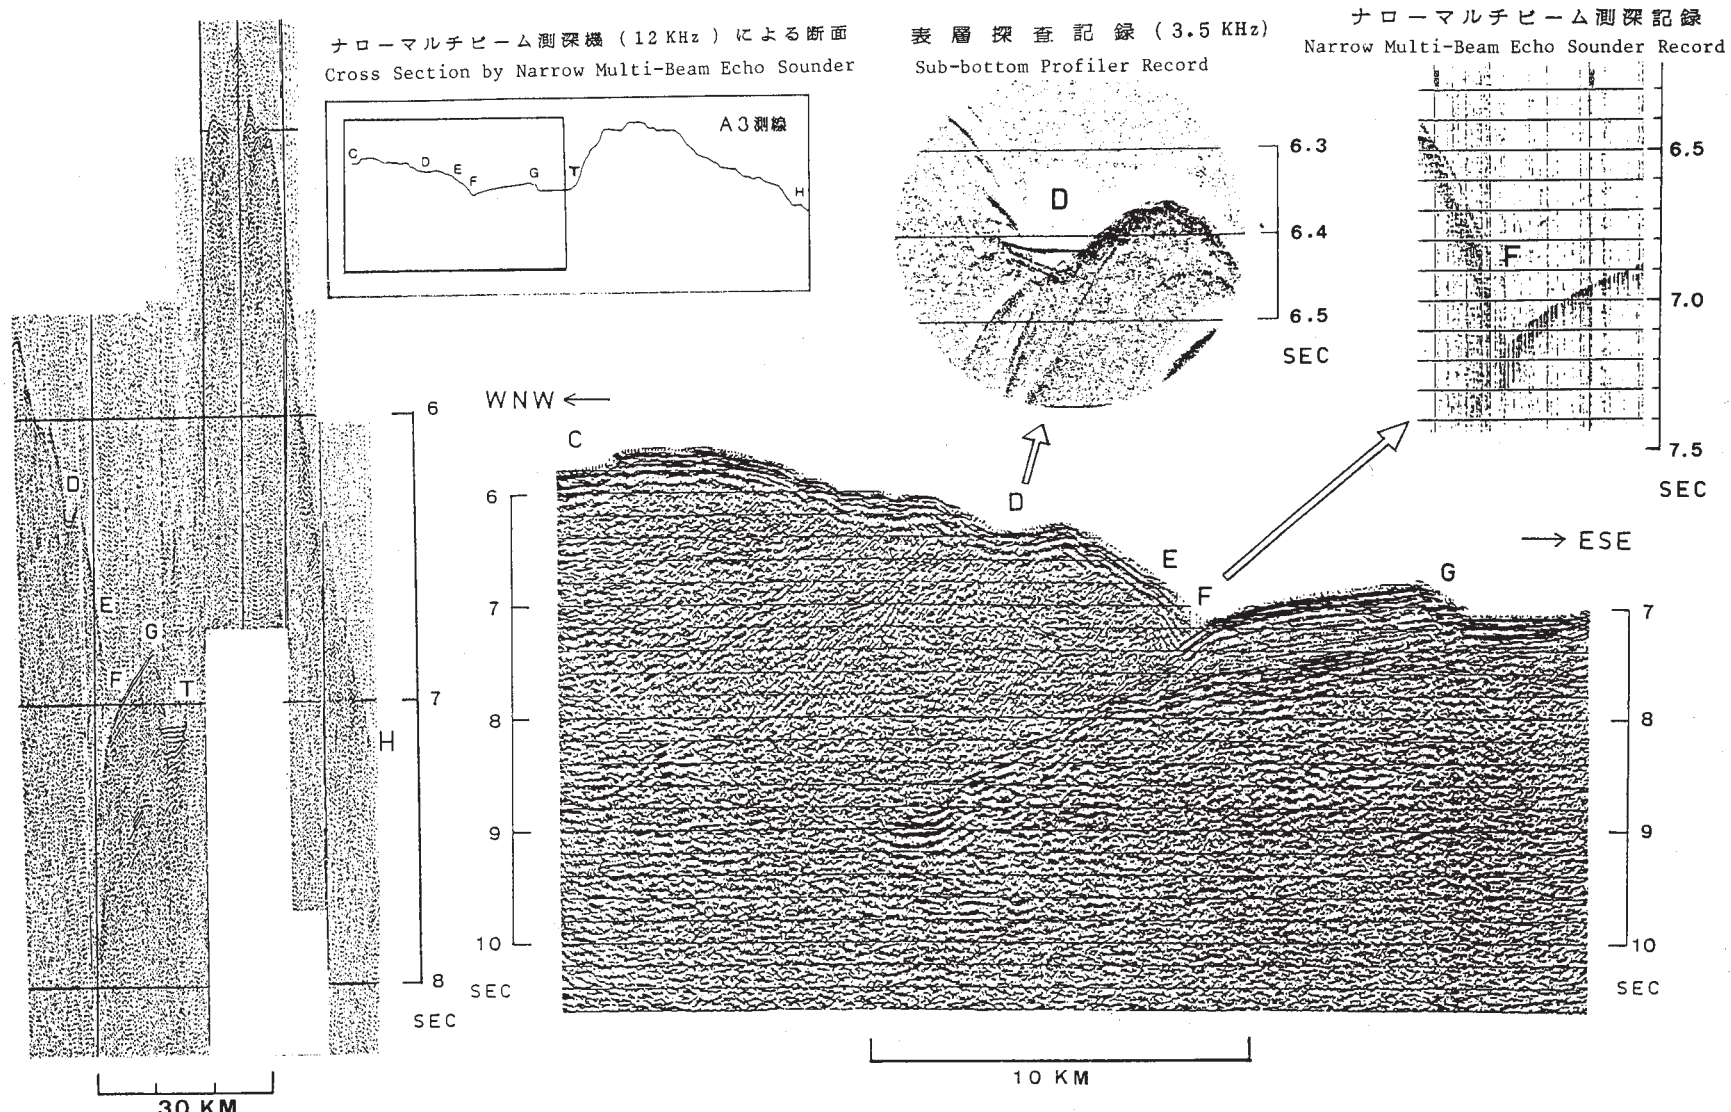 ナローマルチビーム測深機 (12 KHz) による断面
Cross Section by Narrow Multi-Beam Echo Sounder
A3測線
C
D
E
F
G
T
H
表層探査記録 (3.5 KHz)
Sub-bottom Profiler Record
D
6.3
6.4
6.5
SEC
ナローマルチビーム測深記録
Narrow Multi-Beam Echo Sounder Record
F
6.5
7.0
7.5
SEC
D
E
G
F
T
H
6
7
8
SEC
30 KM
WNW ←
C
D
E
F
G
→ ESE
6
7
8
9
10
SEC
7
8
9
10
SEC
10 KM